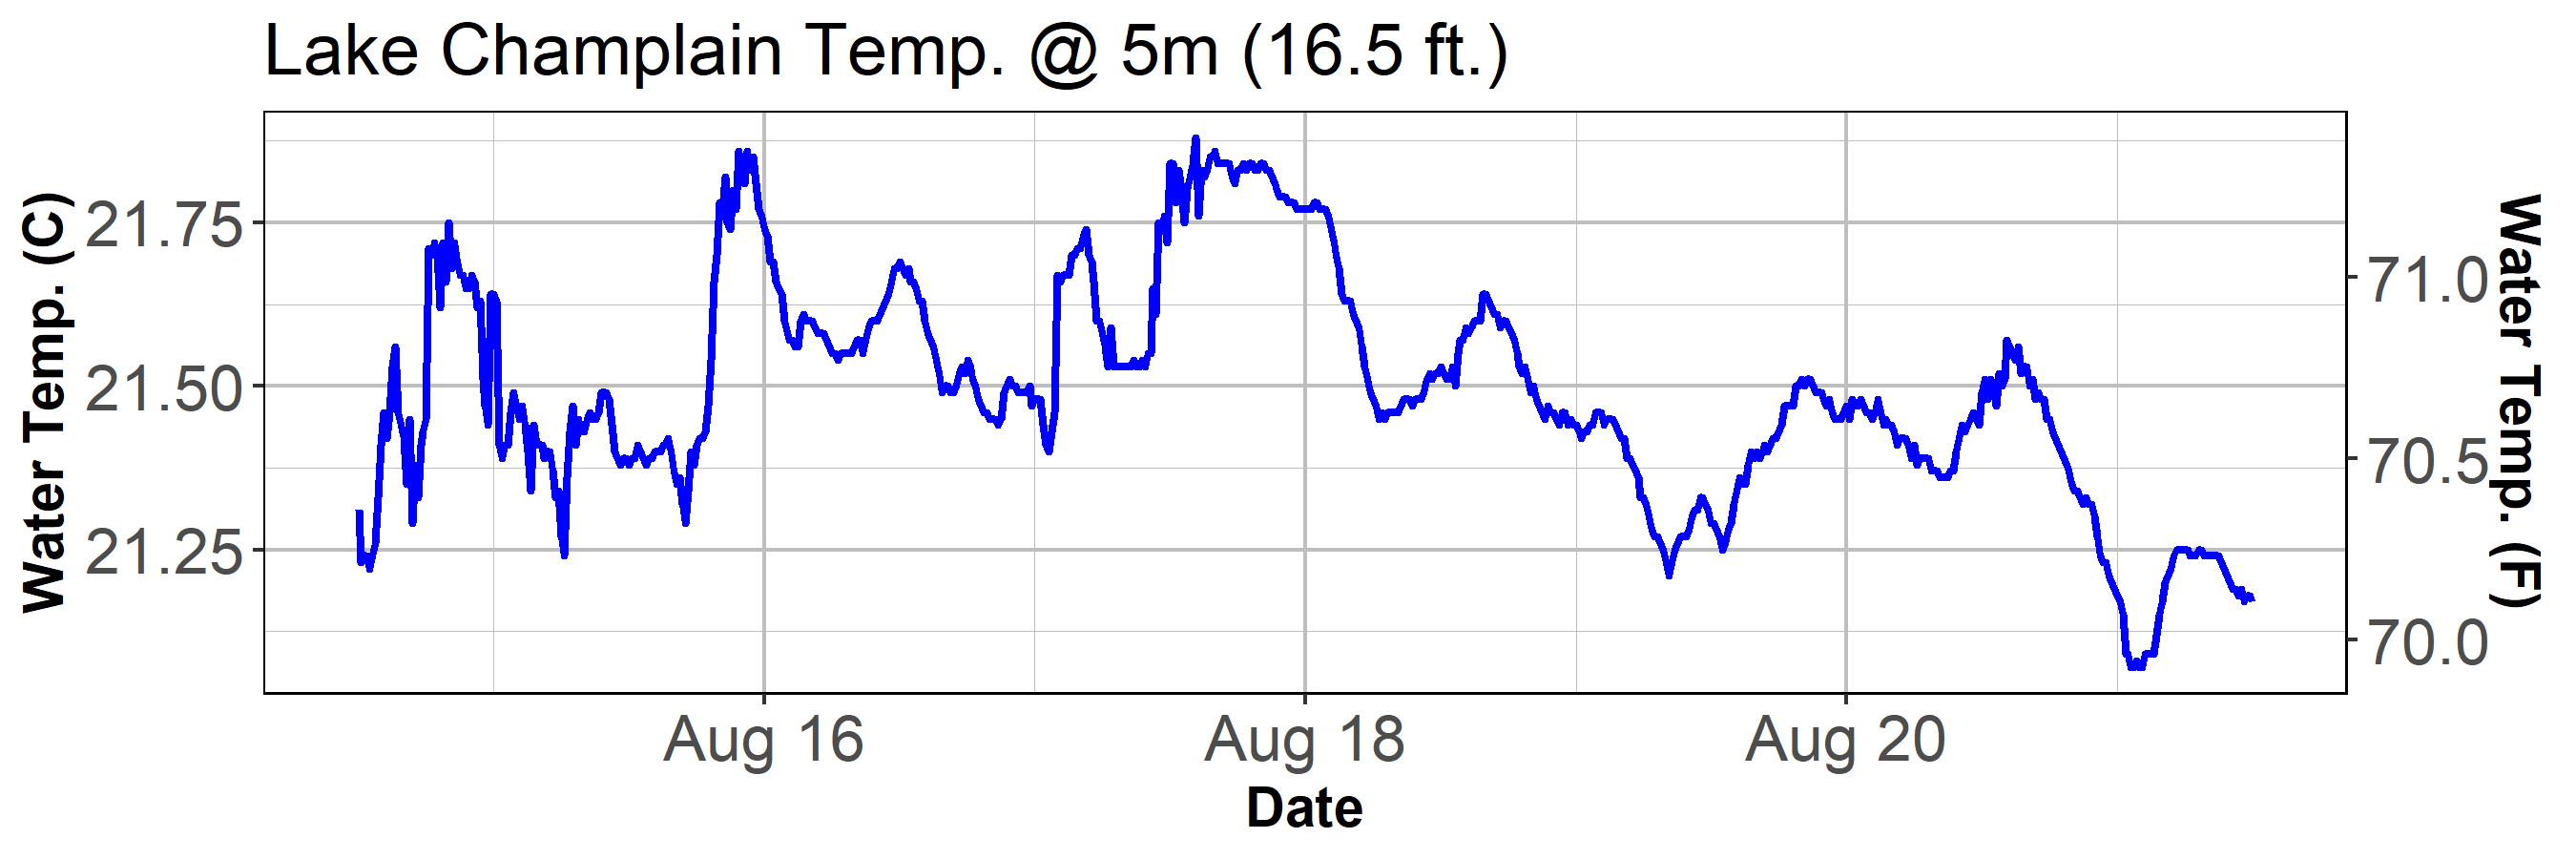 Lake Champlain Temp. @ 5m (16.5 ft.)
Water Temp. (C)
21.75
21.50
21.25
71.0
70.5
70.0
Water Temp. (F)
Aug 16
Aug 18
Aug 20
Date